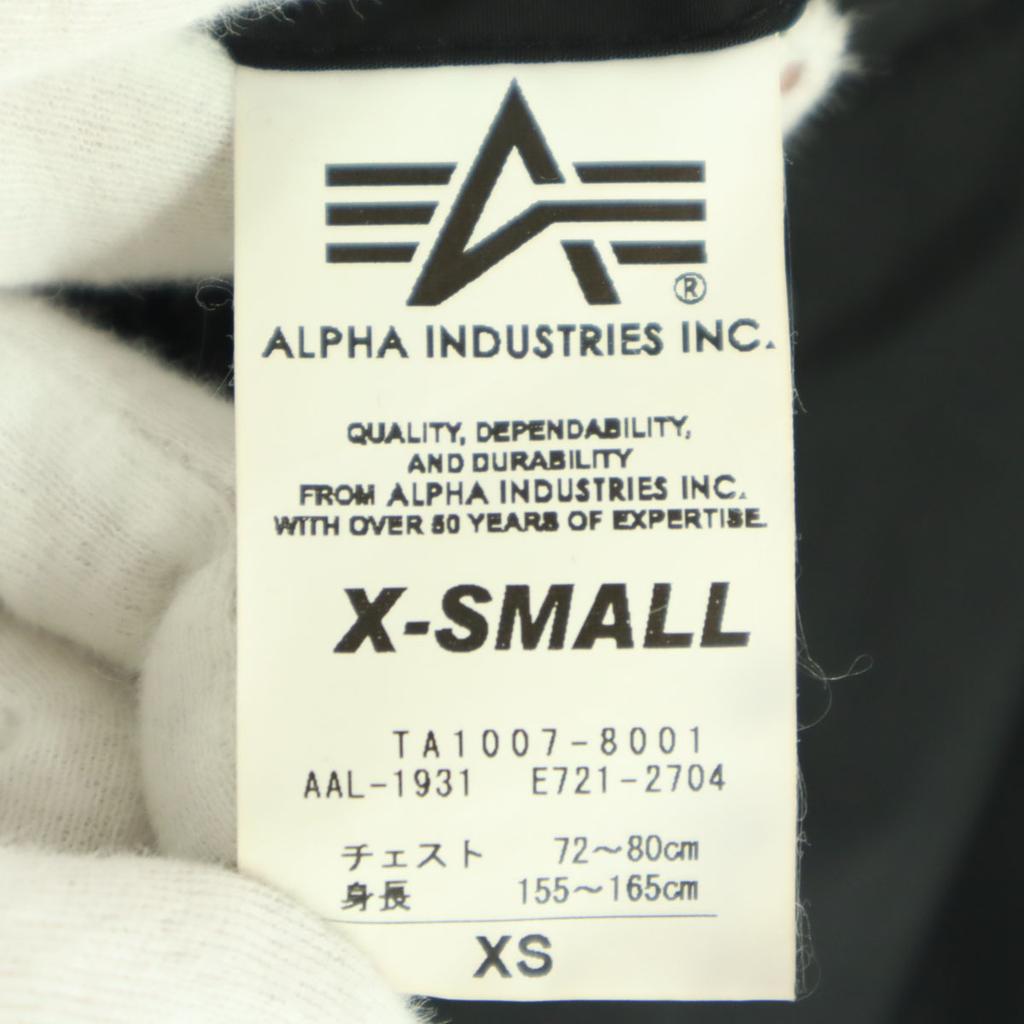 ®
ALPHA INDUSTRIES INC.
QUALITY, DEPENDABILITY,
AND DURABILITY
FROM ALPHA INDUSTRIES INC.
WITH OVER 50 YEARS OF EXPERTISE.
X-SMALL
TA1007-8001
AAL-1931 E721-2704
チェスト 72～80cm
身長 155～165cm
XS